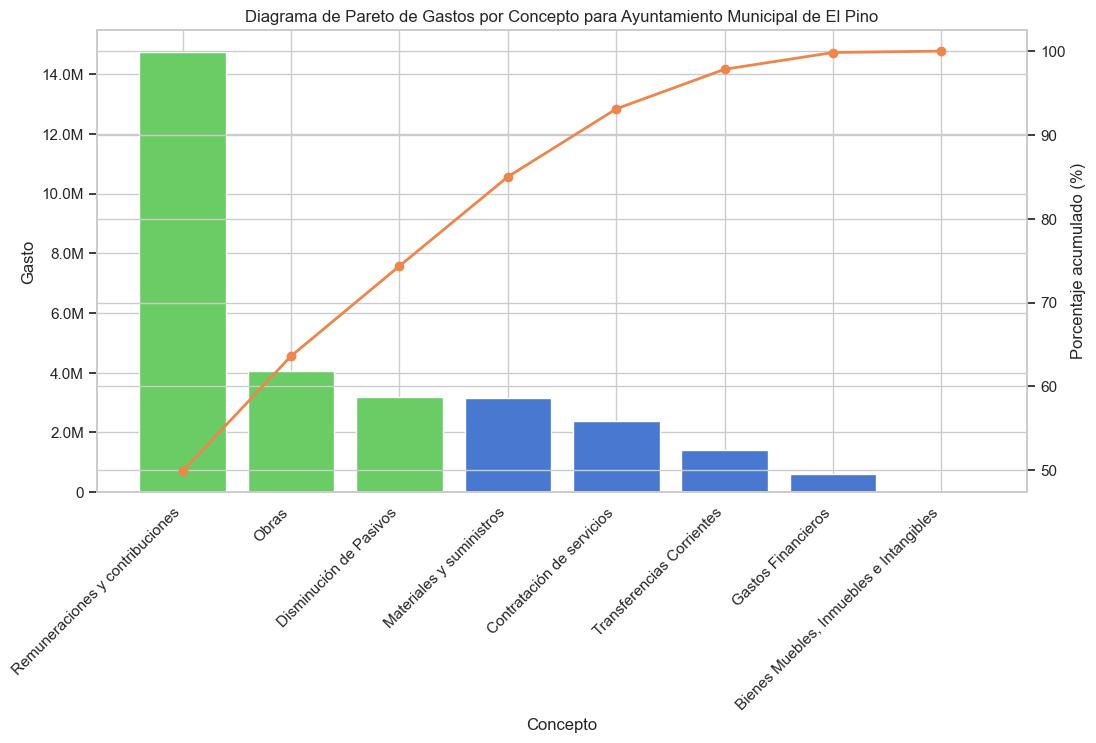 Diagrama de Pareto de Gastos por Concepto para Ayuntamiento Municipal de El Pino
Gasto
14.0M
12.0M
10.0M
8.0M
6.0M
4.0M
2.0M
0
100
90
80
70
60
50
Porcentaje acumulado (%)
Remuneraciones y contribuciones
Obras
Disminución de Pasivos
Materiales y suministros
Contratación de servicios
Transferencias Corrientes
Gastos Financieros
Bienes Muebles, Inmuebles e Intangibles
Concepto